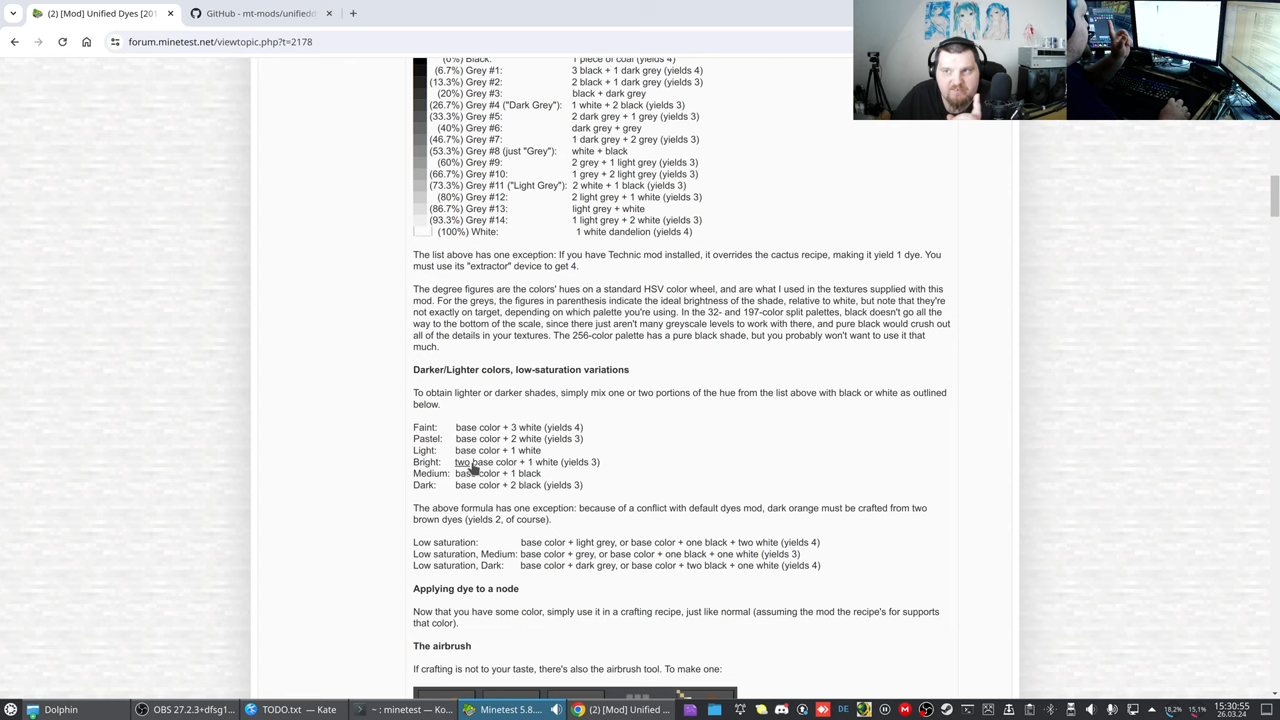 (2) [Mod] Unified Dyes [201
GitHub - mt-mods/unifiedd
forum.minetest.net/viewtopic.php?t=2178
(0%) Black: 1 piece of coal (yields 4)
(6.7%) Grey #1: 3 black + 1 dark grey (yields 4)
(13.3%) Grey #2: 2 black + 1 dark grey (yields 3)
(20%) Grey #3: black + dark grey
(26.7%) Grey #4 ("Dark Grey"): 1 white + 2 black (yields 3)
(33.3%) Grey #5: 2 dark grey + 1 grey (yields 3)
(40%) Grey #6: dark grey + grey
(46.7%) Grey #7: 1 dark grey + 2 grey (yields 3)
(53.3%) Grey #8 (just "Grey"): white + black
(60%) Grey #9: 2 grey + 1 light grey (yields 3)
(66.7%) Grey #10: 1 grey + 2 light grey (yields 3)
(73.3%) Grey #11 ("Light Grey"): 2 white + 1 black (yields 3)
(80%) Grey #12: 2 light grey + 1 white (yields 3)
(86.7%) Grey #13: light grey + white
(93.3%) Grey #14: 1 light grey + 2 white (yields 3)
(100%) White: 1 white dandelion (yields 4)
The list above has one exception: If you have Technic mod installed, it overrides the cactus recipe, making it yield 1 dye. You
must use its "extractor" device to get 4.
The degree figures are the colors' hues on a standard HSV color wheel, and are what I used in the textures supplied with this
mod. For the greys, the figures in parenthesis indicate the ideal brightness of the shade, relative to white, but note that they're
not exactly on target, depending on which palette you're using. In the 32- and 197-color split palettes, black doesn't go all the
way to the bottom of the scale, since there just aren't many greyscale levels to work with there, and pure black would crush out
all of the details in your textures. The 256-color palette has a pure black shade, but you probably won't want to use it that
much.
Darker/Lighter colors, low-saturation variations
To obtain lighter or darker shades, simply mix one or two portions of the hue from the list above with black or white as outlined
below.
Faint: base color + 3 white (yields 4)
Pastel: base color + 2 white (yields 3)
Light: base color + 1 white
Bright: two base color + 1 white (yields 3)
Medium: base color + 1 black
Dark: base color + 2 black (yields 3)
The above formula has one exception: because of a conflict with default dyes mod, dark orange must be crafted from two
brown dyes (yields 2, of course).
Low saturation: base color + light grey, or base color + one black + two white (yields 4)
Low saturation, Medium: base color + grey, or base color + one black + one white (yields 3)
Low saturation, Dark: base color + dark grey, or base color + two black + one white (yields 4)
Applying dye to a node
Now that you have some color, simply use it in a crafting recipe, just like normal (assuming the mod the recipe's for supports
that color).
The airbrush
If crafting is not to your taste, there's also the airbrush tool. To make one:
Dolphin
OBS 27.2.3+dfsg1...
TODO.txt — Kate
~ : minetest — Ko...
Minetest 5.8....
(2) [Mod] Unified ...
DE
18,2%
15,1%
15:30:55
26.03.24